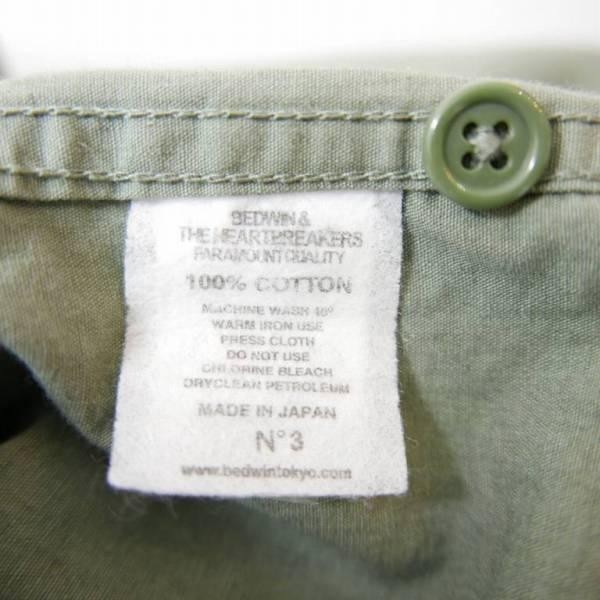 BEDWIN &
THE HEARTBREAKERS
PARAMOUNT QUALITY
100% COTTON
MACHINE WASH 40°
WARM IRON USE
PRESS CLOTH
DO NOT USE
CHLORINE BLEACH
DRYCLEAN PETROLEUM
MADE IN JAPAN
N°3
www.bedwintokyo.com